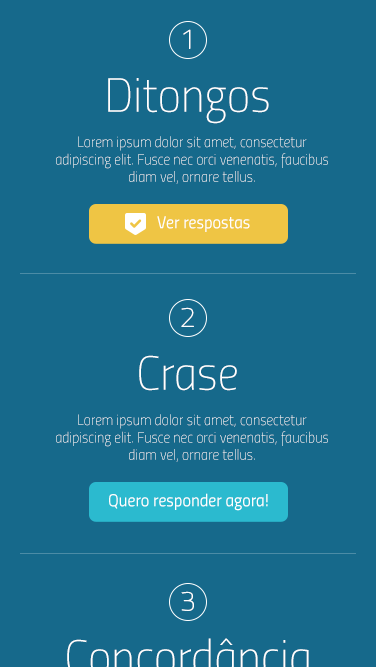 1
Ditongos
Lorem ipsum dolor sit amet, consectetur
adipiscing elit. Fusce nec orci venenatis, faucibus
diam vel, ornare tellus.
Ver respostas
2
Crase
Lorem ipsum dolor sit amet, consectetur
adipiscing elit. Fusce nec orci venenatis, faucibus
diam vel, ornare tellus.
Quero responder agora!
3
Concordância